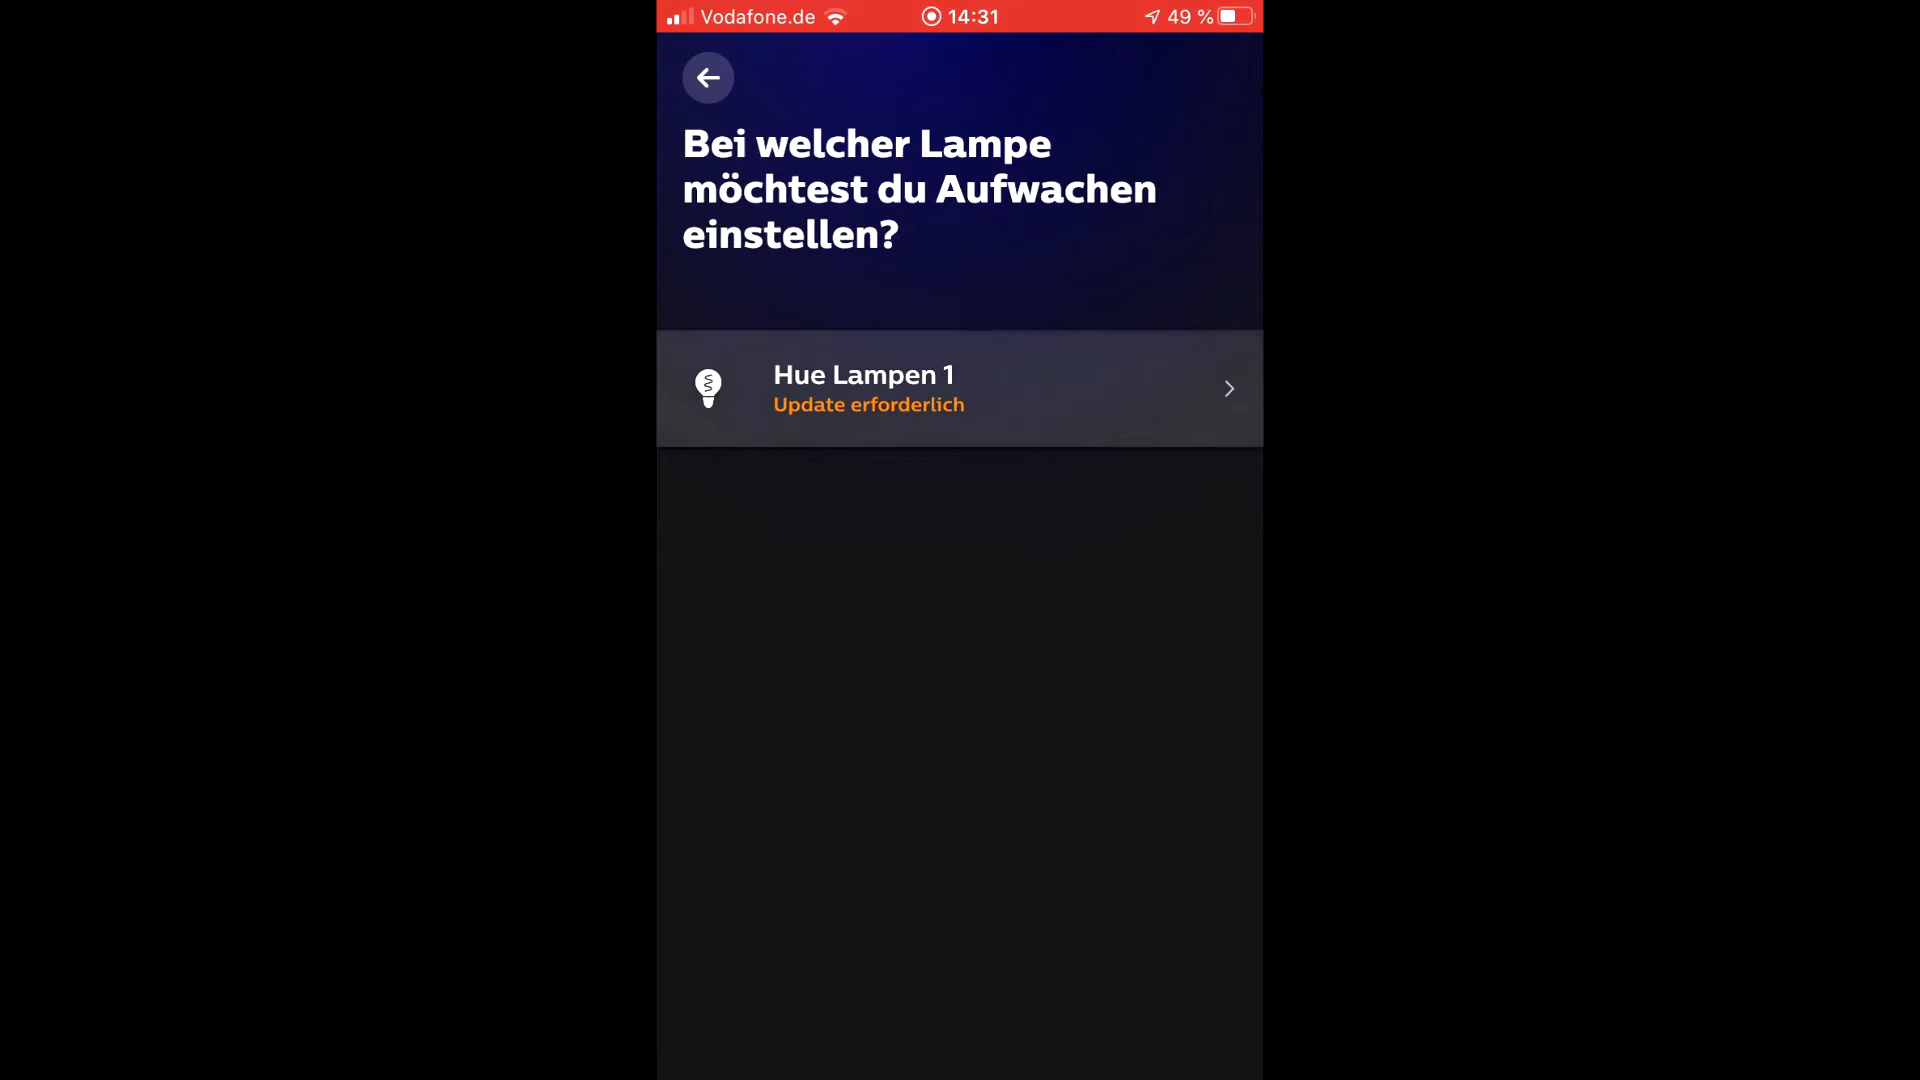 Vodafone.de 14:31 49 %
Bei welcher Lampe
möchtest du Aufwachen
einstellen?
Hue Lampen 1
Update erforderlich